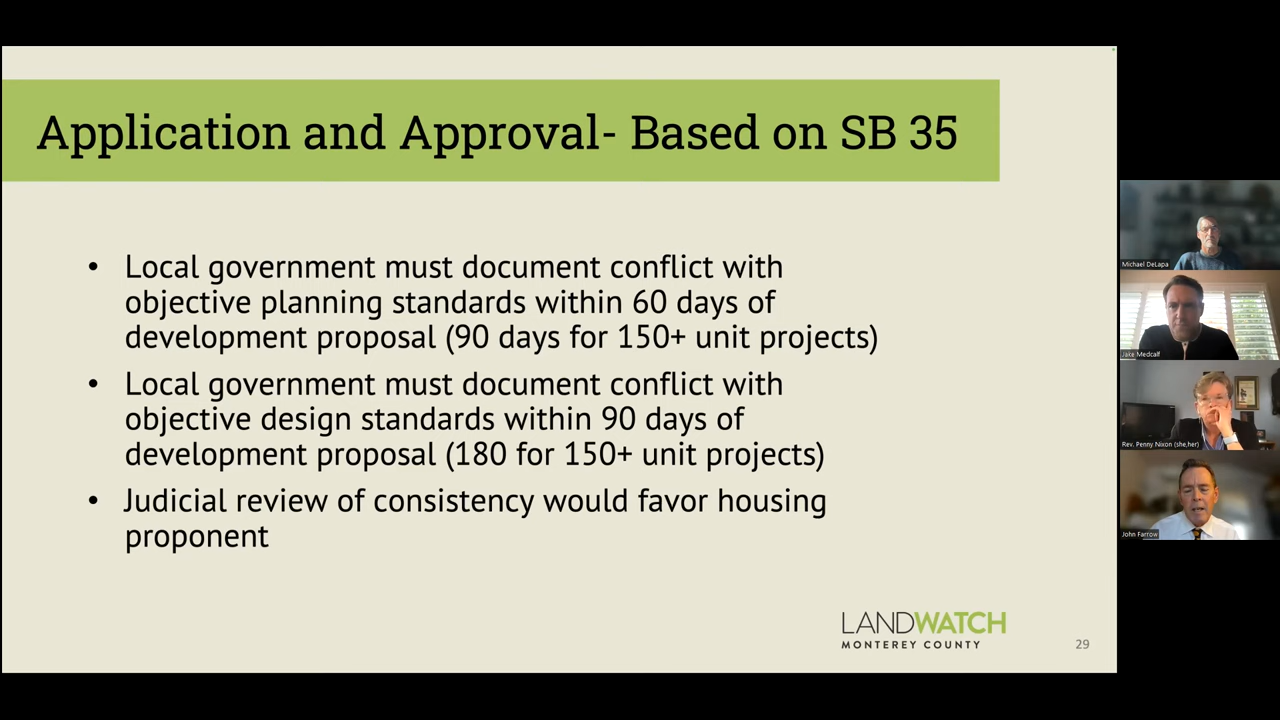 Application and Approval- Based on SB 35
• Local government must document conflict with
objective planning standards within 60 days of
development proposal (90 days for 150+ unit projects)
• Local government must document conflict with
objective design standards within 90 days of
development proposal (180 for 150+ unit projects)
• Judicial review of consistency would favor housing
proponent
LANDWATCH
MONTEREY COUNTY
29
Michael DeLapa
Jake Medcalf
Rev. Penny Nixon (she,her)
John Farrow